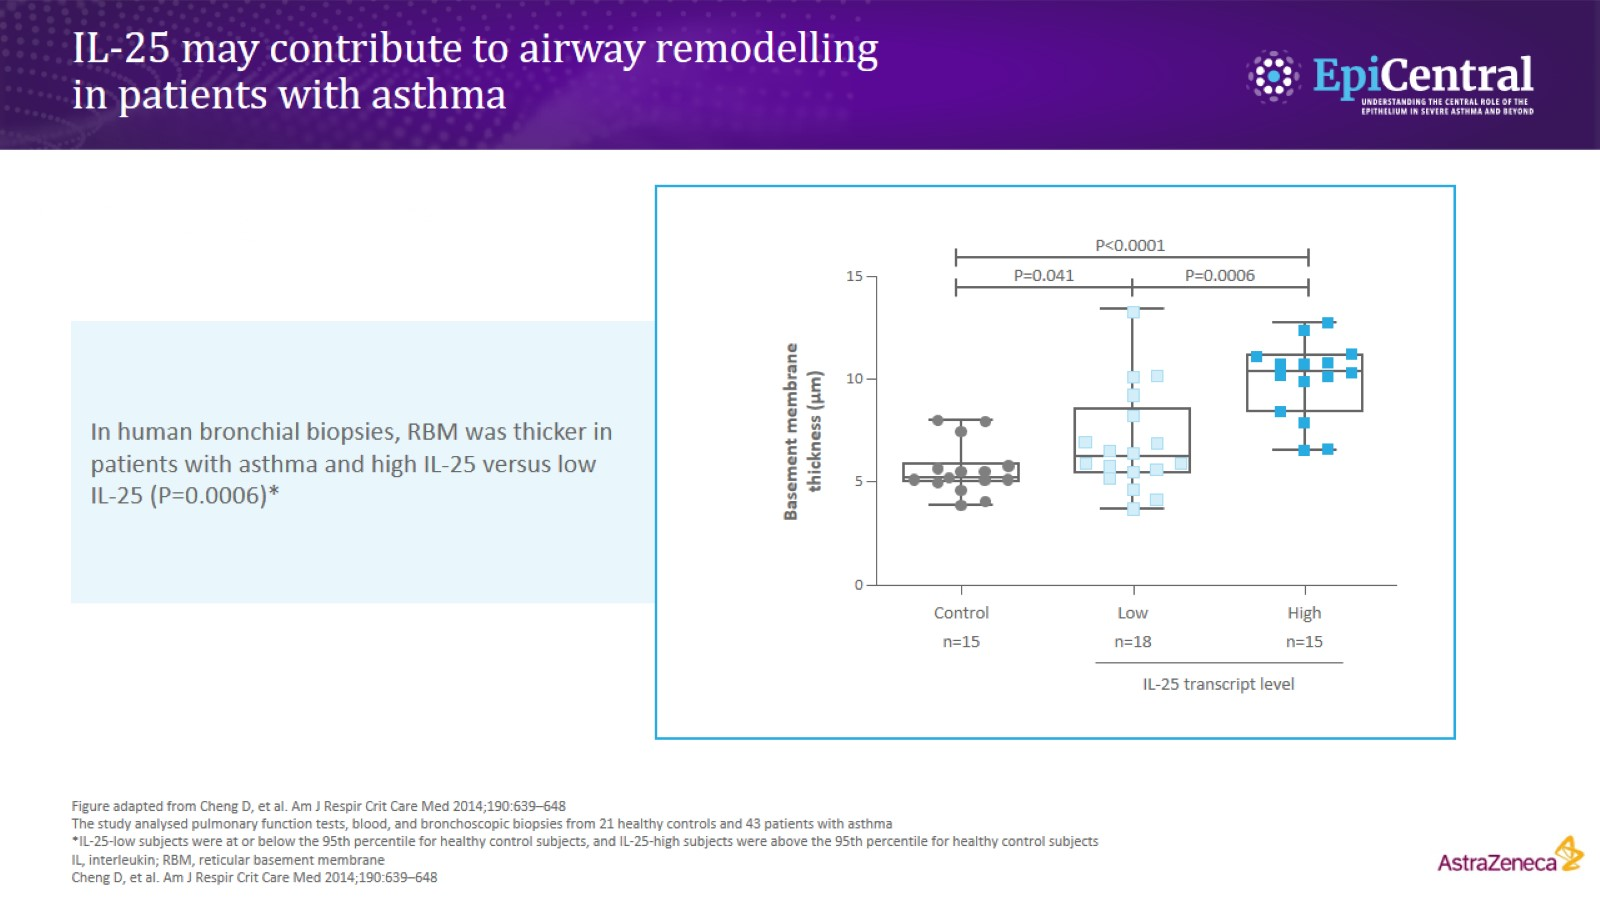 IL-25 may contribute to airway remodelling
in patients with asthma
EpiCentral
UNDERSTANDING THE CENTRAL ROLE OF THE
EPITHELIUM IN SEVERE ASTHMA AND BEYOND
In human bronchial biopsies, RBM was thicker in
patients with asthma and high IL-25 versus low
IL-25 (P=0.0006)*
P<0.0001
P=0.041
P=0.0006
Basement membrane
thickness (µm)
15
10
5
0
Control
Low
High
n=15
n=18
n=15
IL-25 transcript level
Figure adapted from Cheng D, et al. Am J Respir Crit Care Med 2014;190:639–648
The study analysed pulmonary function tests, blood, and bronchoscopic biopsies from 21 healthy controls and 43 patients with asthma
*IL-25-low subjects were at or below the 95th percentile for healthy control subjects, and IL-25-high subjects were above the 95th percentile for healthy control subjects
IL, interleukin; RBM, reticular basement membrane
Cheng D, et al. Am J Respir Crit Care Med 2014;190:639–648
AstraZeneca